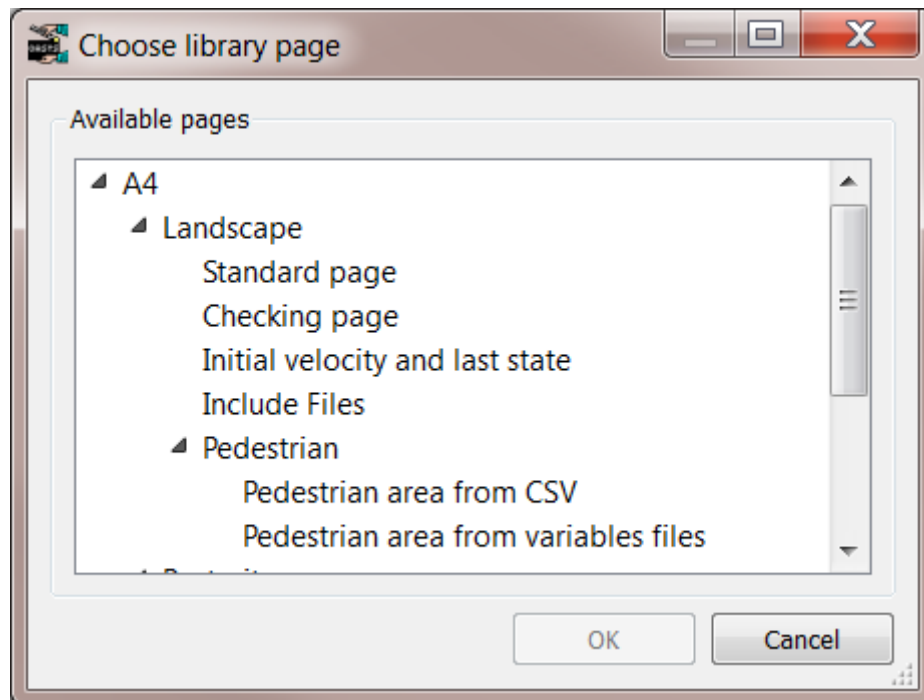 Choose library page
Available pages
A4
Landscape
Standard page
Checking page
Initial velocity and last state
Include Files
Pedestrian
Pedestrian area from CSV
Pedestrian area from variables files
OK
Cancel